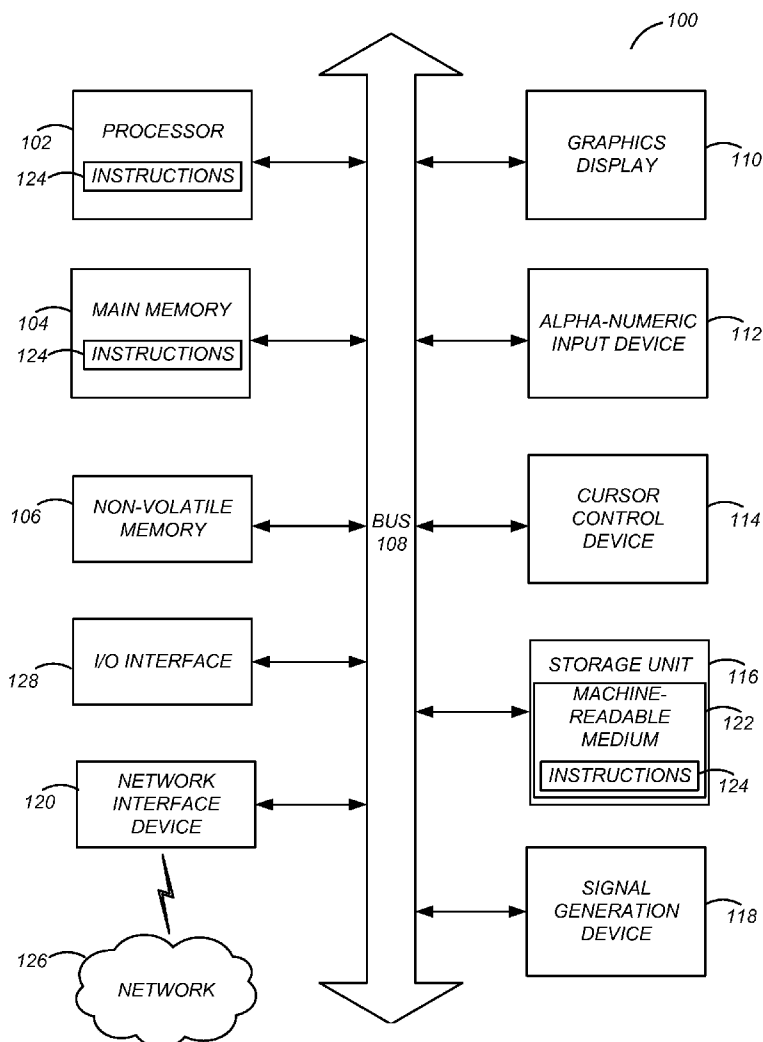 100
PROCESSOR
102
124
INSTRUCTIONS
MAIN MEMORY
104
124
INSTRUCTIONS
NON-VOLATILE
MEMORY
106
I/O INTERFACE
128
NETWORK
INTERFACE
DEVICE
120
126
NETWORK
BUS
108
GRAPHICS
DISPLAY
110
ALPHA-NUMERIC
INPUT DEVICE
112
CURSOR
CONTROL
DEVICE
114
STORAGE UNIT
116
MACHINE-
READABLE
MEDIUM
122
INSTRUCTIONS
124
SIGNAL
GENERATION
DEVICE
118